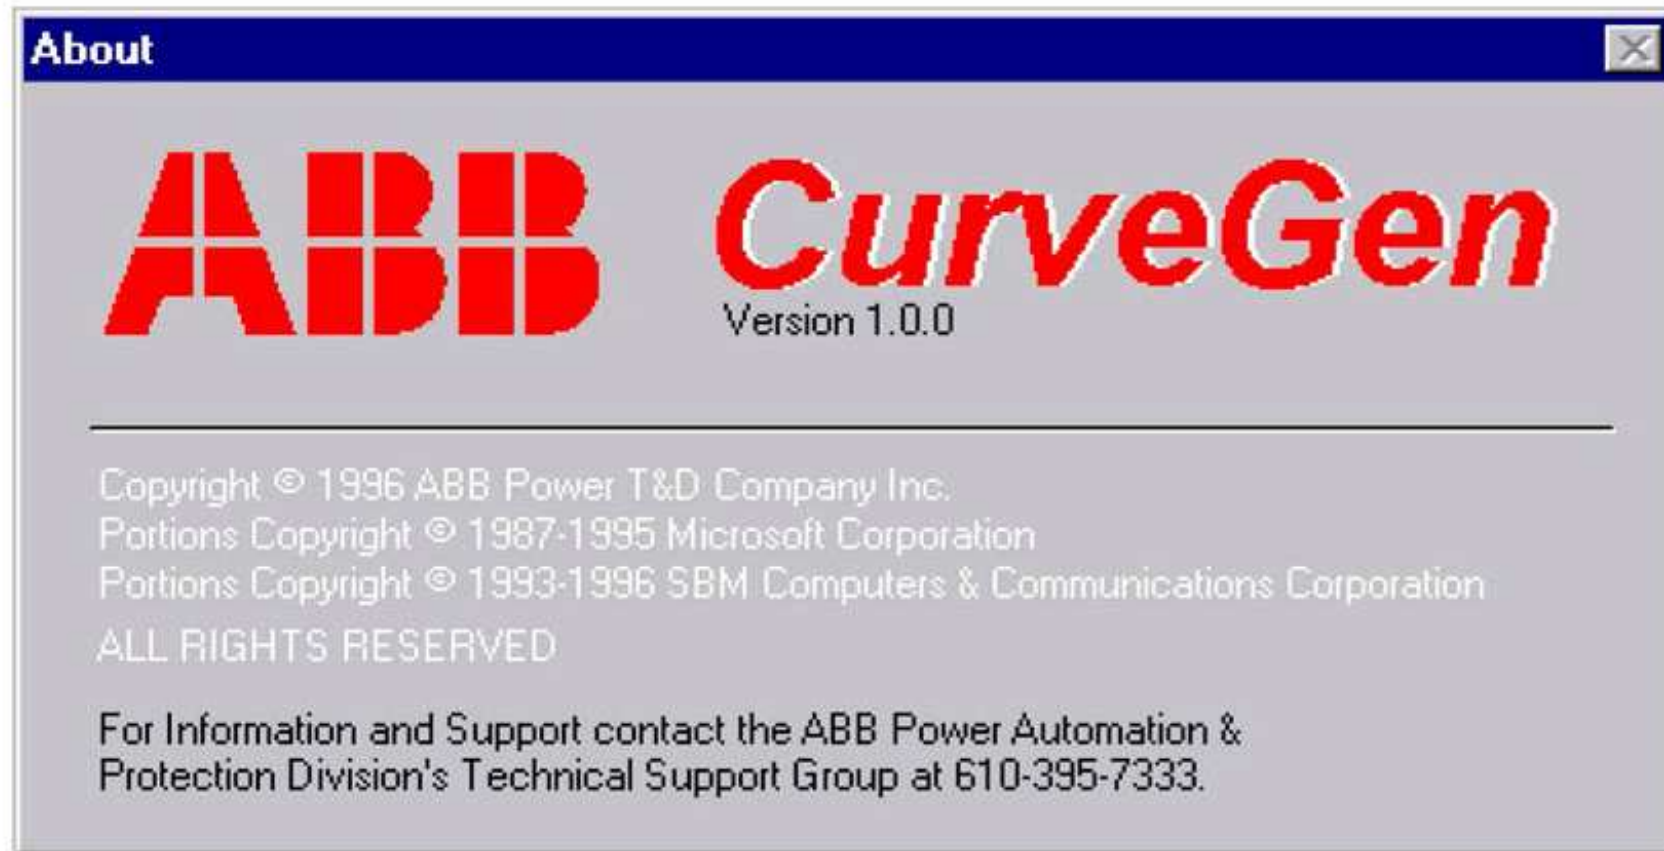 About
ABB
CurveGen
Version 1.0.0
Copyright © 1996 ABB Power T&D Company Inc.
Portions Copyright © 1987-1995 Microsoft Corporation
Portions Copyright © 1993-1996 SBM Computers & Communications Corporation
ALL RIGHTS RESERVED
For Information and Support contact the ABB Power Automation &
Protection Division's Technical Support Group at 610-395-7333.